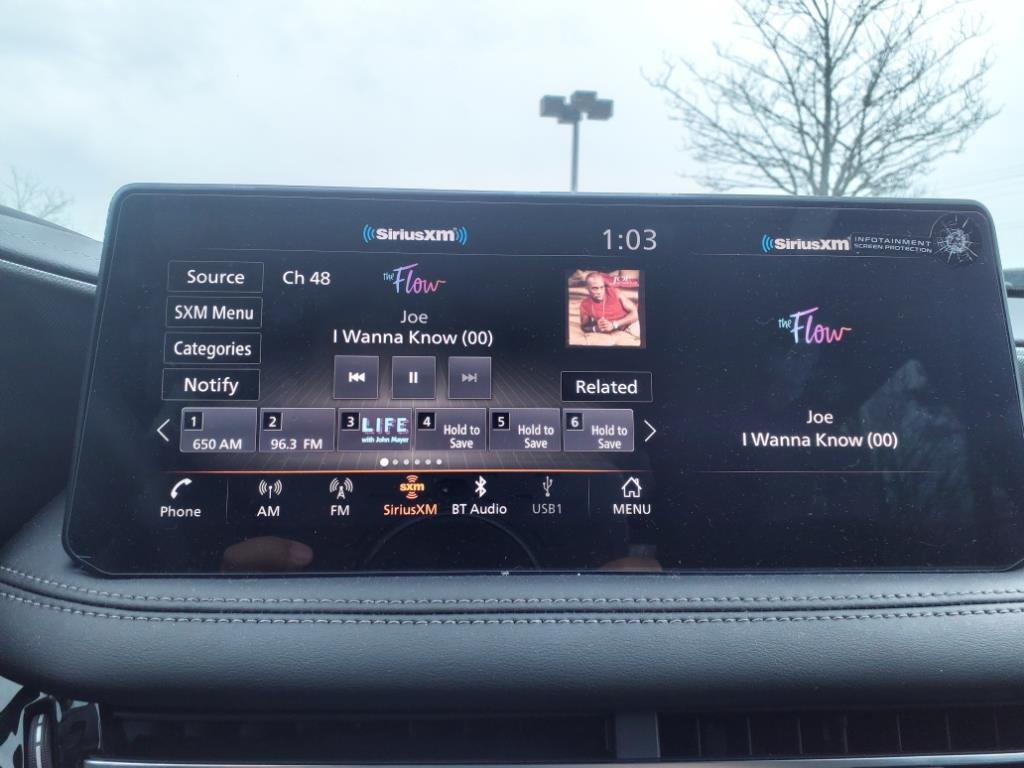 SiriusXM
1:03
SiriusXM INFOTAINMENT
SCREEN PROTECTION
Source
Ch 48
the Flow
JOE
SXM Menu
Joe
I Wanna Know (00)
Categories
Notify
Related
1
650 AM
2
96.3 FM
3
LIFE
with John Mayer
4
Hold to
Save
5
Hold to
Save
6
Hold to
Save
Phone
AM
FM
sxm
SiriusXM
BT Audio
USB1
MENU
the Flow
Joe
I Wanna Know (00)